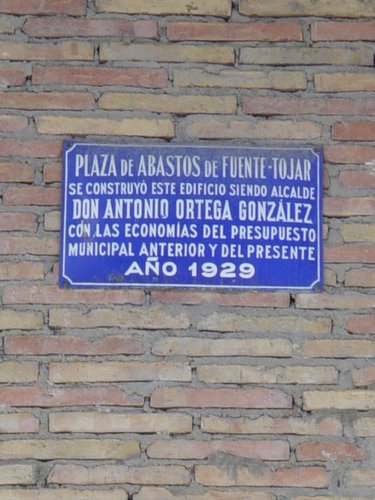 PLAZA DE ABASTOS DE FUENTE-TOJAR
SE CONSTRUYÓ ESTE EDIFICIO SIENDO ALCALDE
DON ANTONIO ORTEGA GONZÁLEZ
CON LAS ECONOMÍAS DEL PRESUPUESTO
MUNICIPAL ANTERIOR Y DEL PRESENTE
AÑO 1929